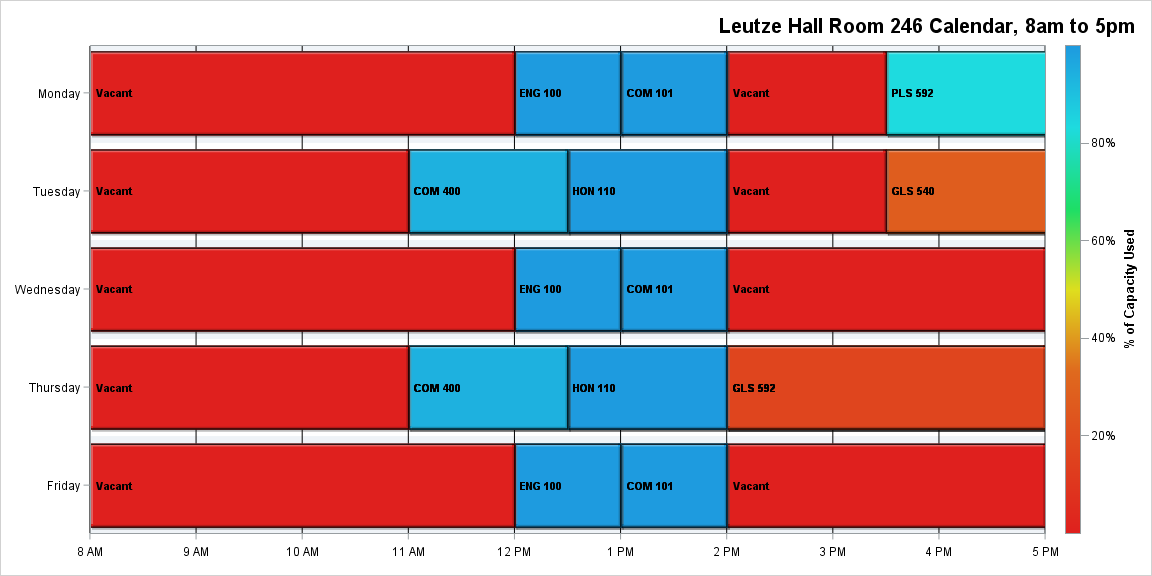 Leutze Hall Room 246 Calendar, 8am to 5pm
Monday
Vacant
ENG 100
COM 101
Vacant
PLS 592
Tuesday
Vacant
COM 400
HON 110
Vacant
GLS 540
Wednesday
Vacant
ENG 100
COM 101
Vacant
Thursday
Vacant
COM 400
HON 110
GLS 592
Friday
Vacant
ENG 100
COM 101
Vacant
8 AM
9 AM
10 AM
11 AM
12 PM
1 PM
2 PM
3 PM
4 PM
5 PM
80%
60%
40%
20%
% of Capacity Used